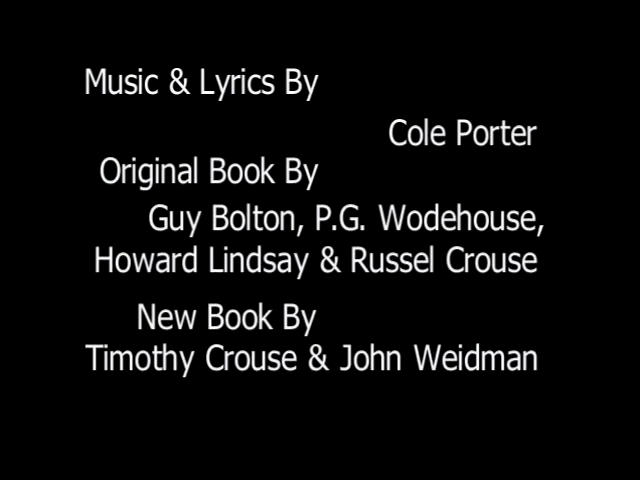 Music & Lyrics By
Cole Porter
Original Book By
Guy Bolton, P.G. Wodehouse,
Howard Lindsay & Russel Crouse
New Book By
Timothy Crouse & John Weidman